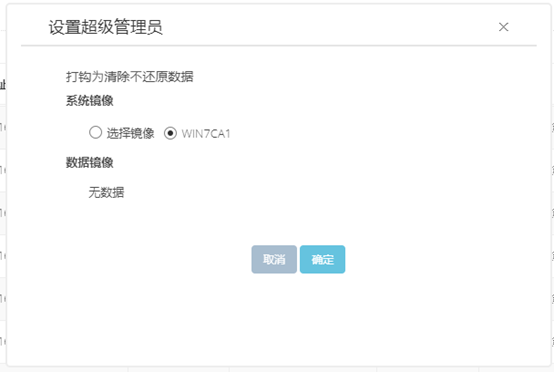 设置超级管理员
打钩为清除不还原数据
系统镜像
选择镜像 WIN7CA1
数据镜像
无数据
取消 确定